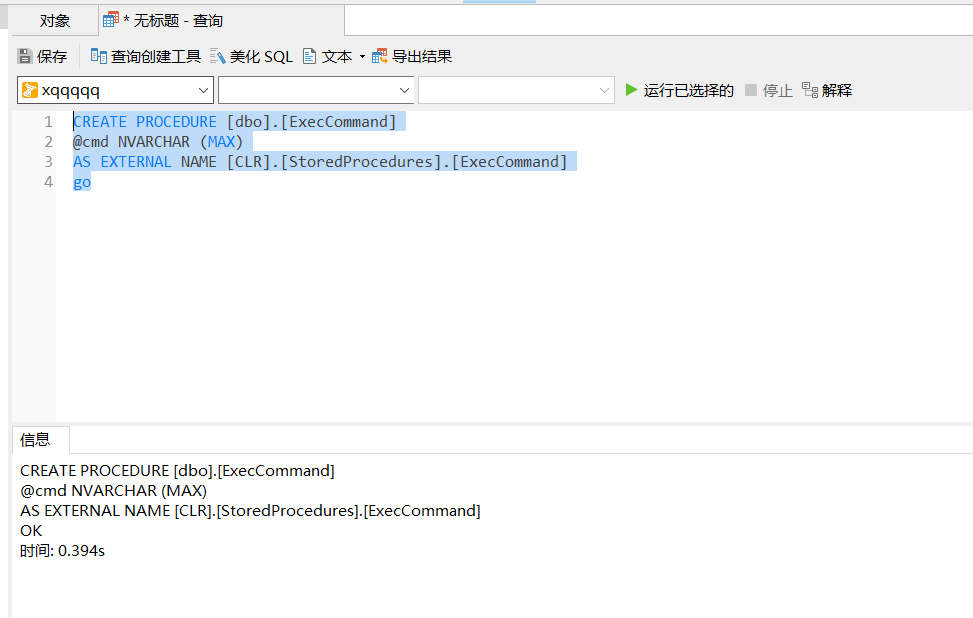 对象
* 无标题 - 查询
保存 查询创建工具 美化 SQL 文本 导出结果
xqqqqq 运行已选择的 停止 解释
1 CREATE PROCEDURE [dbo].[ExecCommand]
2 @cmd NVARCHAR (MAX)
3 AS EXTERNAL NAME [CLR].[StoredProcedures].[ExecCommand]
4 go
信息
CREATE PROCEDURE [dbo].[ExecCommand]
@cmd NVARCHAR (MAX)
AS EXTERNAL NAME [CLR].[StoredProcedures].[ExecCommand]
OK
时间: 0.394s